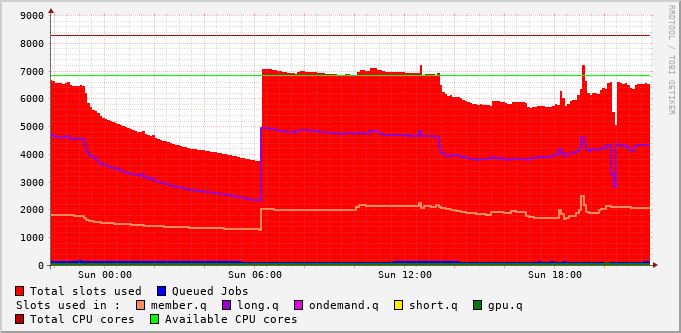 9000
8000
7000
6000
5000
4000
3000
2000
1000
0
Sun 00:00 Sun 06:00 Sun 12:00 Sun 18:00
Total slots used Queued Jobs
Slots used in : member.q long.q ondemand.q short.q gpu.q
Total CPU cores Available CPU cores
RRDTOOL / TOBI OETIKER